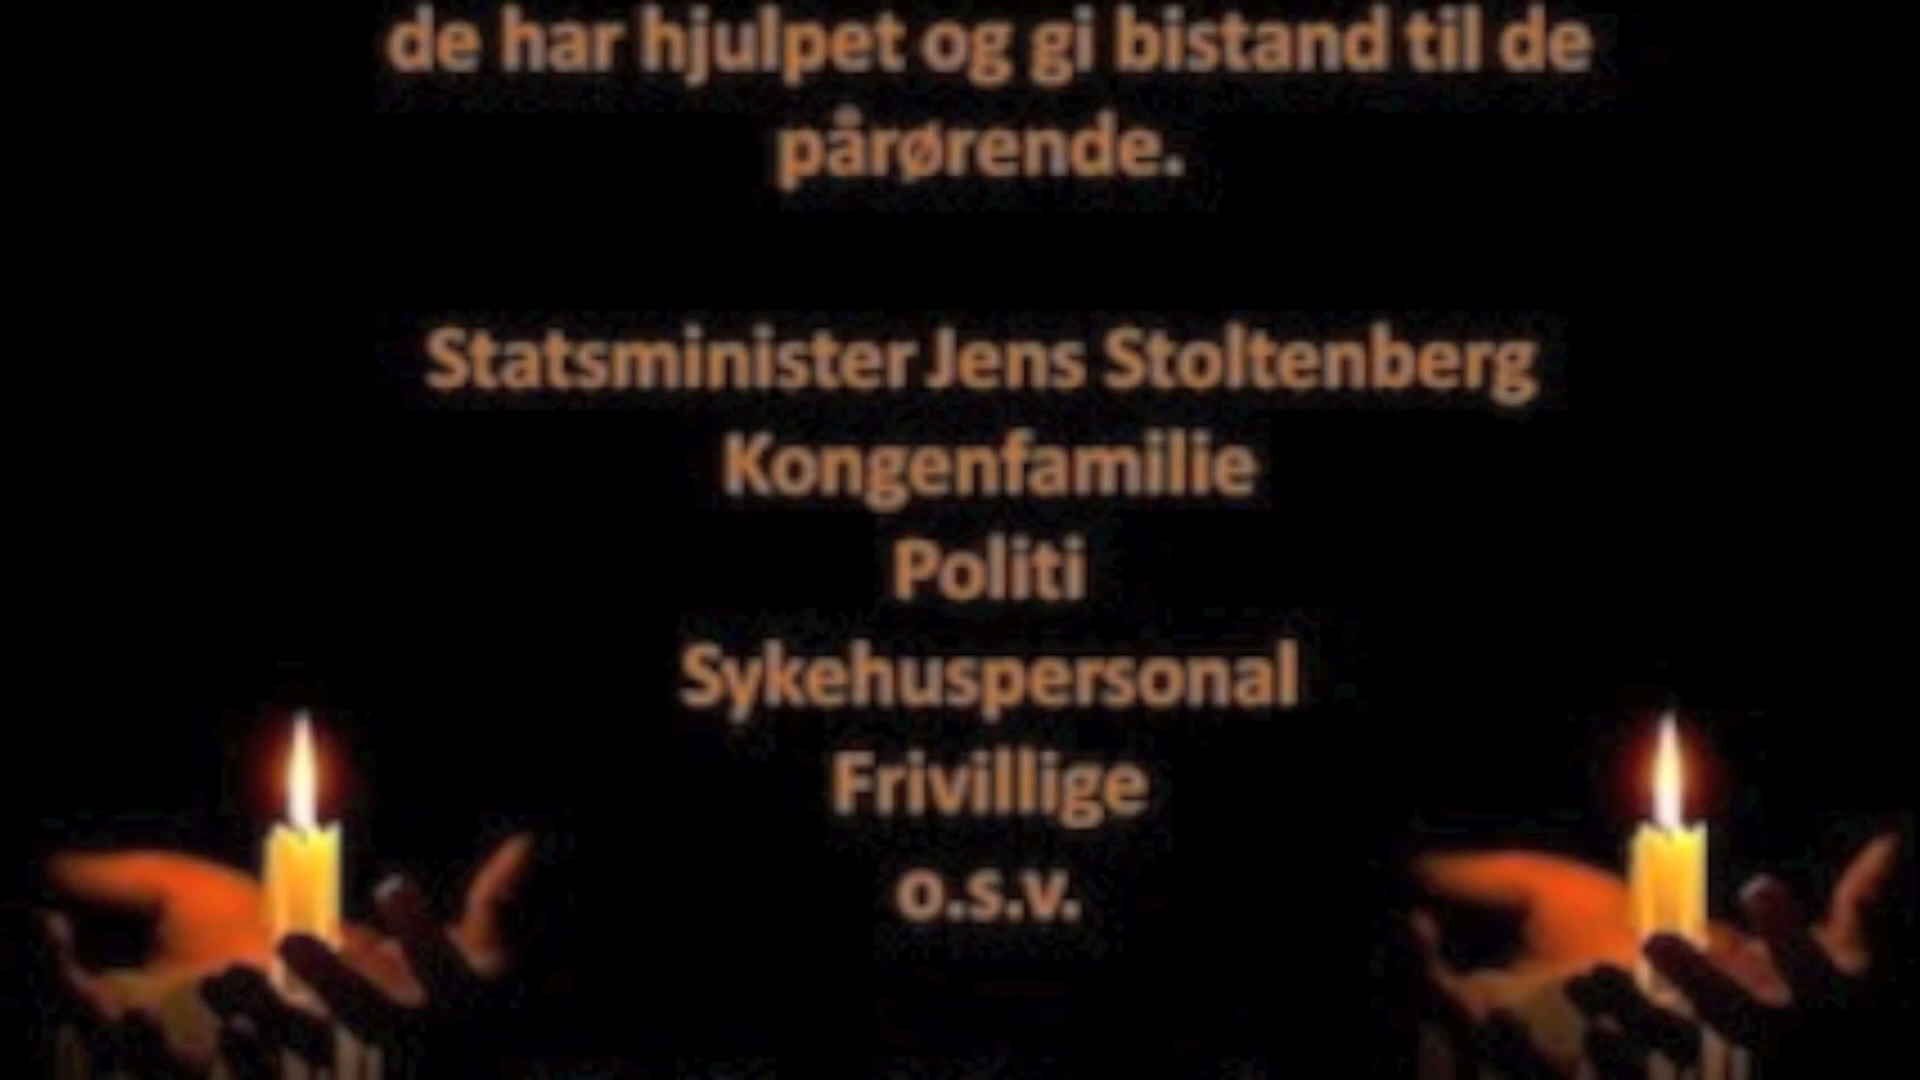 de har hjulpet og gi bistand til de
pårørende.
Statsminister Jens Stoltenberg
Kongenfamilie
Politi
Sykehuspersonal
Frivillige
o.s.v.